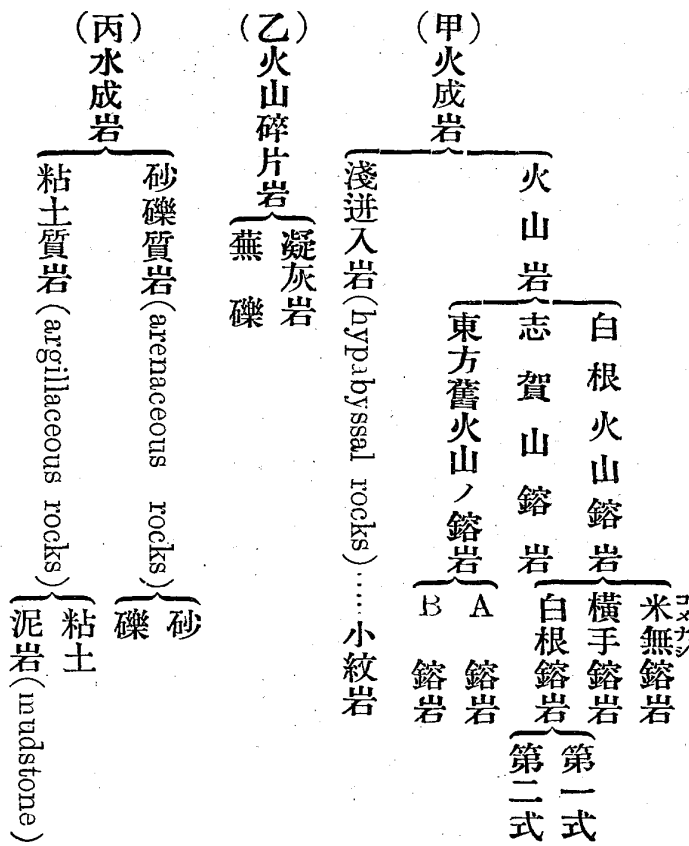 (甲)火成岩
火山岩
白根火山鎔岩
米無鎔岩
コメナシ
橫手鎔岩
白根鎔岩
第一式
第二式
志賀山鎔岩
東方舊火山ノ鎔岩
A 鎔岩
B 鎔岩
淺迸入岩(hypabyssal rocks)……小紋岩
(乙)火山碎片岩
凝灰岩
蕪礫
(丙)水成岩
砂礫質岩(arenaceous rocks)
砂
礫
粘土質岩(argillaceous rocks)
粘土
泥岩(mudstone)